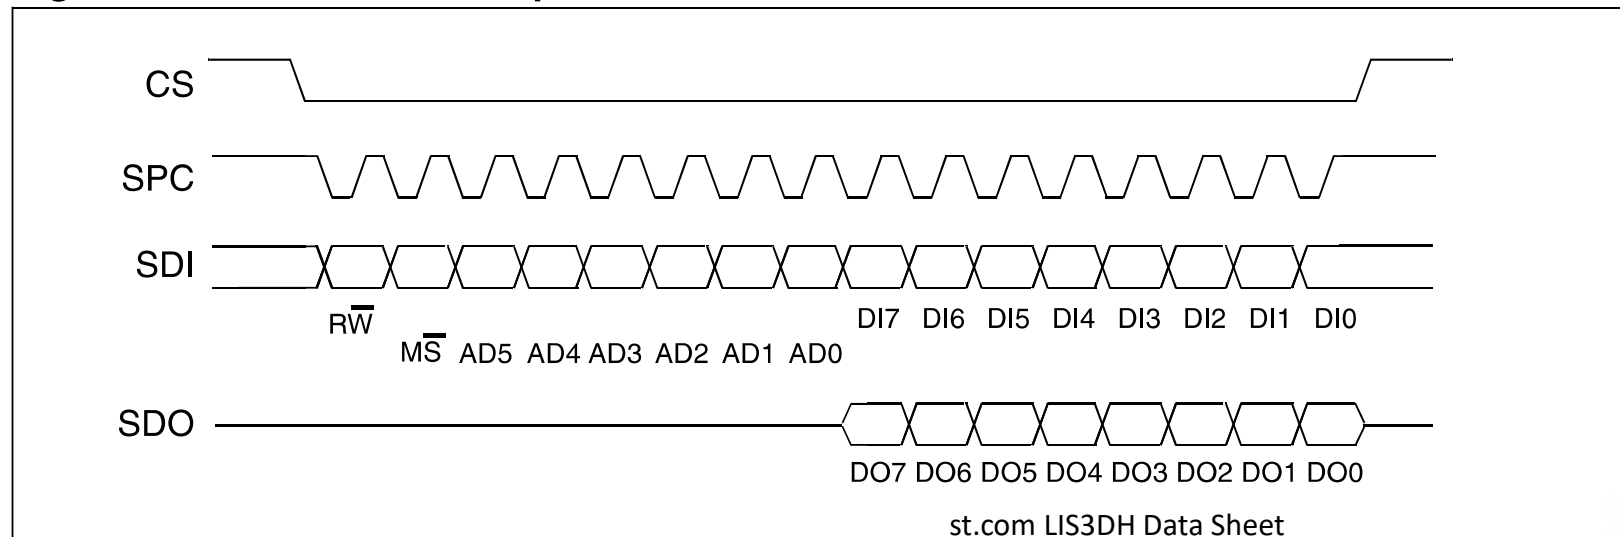 CS
SPC
SDI
RW̅ DI7 DI6 DI5 DI4 DI3 DI2 DI1 DI0
MS̅ AD5 AD4 AD3 AD2 AD1 AD0
SDO
DO7 DO6 DO5 DO4 DO3 DO2 DO1 DO0
st.com LIS3DH Data Sheet